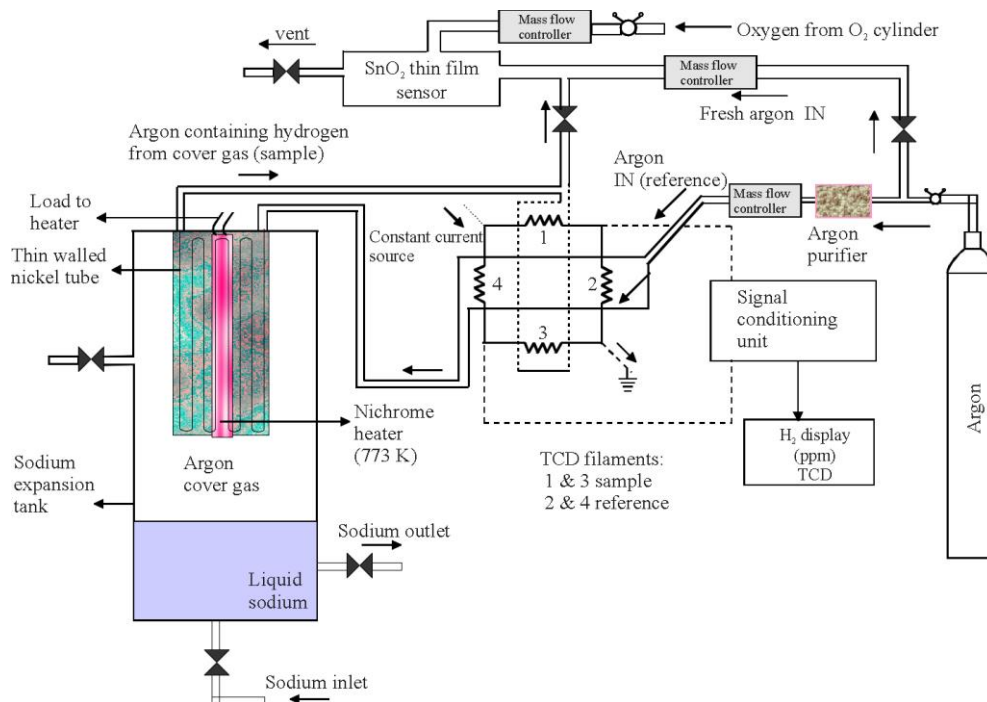 vent
Mass flow
controller
Oxygen from O₂ cylinder
SnO₂ thin film
sensor
Mass flow
controller
Fresh argon IN
Argon containing hydrogen
from cover gas (sample)
Argon
IN (reference)
Load to
heater
Mass flow
controller
Argon
purifier
Constant current
source
Thin walled
nickel tube
1
4
2
3
Signal
conditioning
unit
Nichrome
heater
(773 K)
H₂ display
(ppm)
TCD
Argon
Argon
cover gas
Sodium
expansion
tank
TCD filaments:
1 & 3 sample
2 & 4 reference
Sodium outlet
Liquid
sodium
Sodium inlet